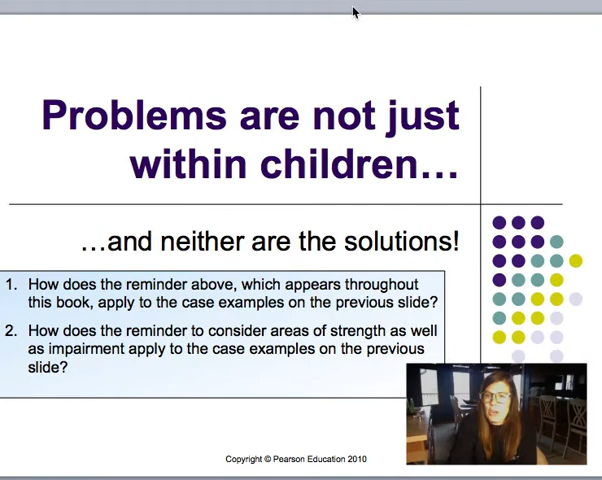 Problems are not just
within children…
…and neither are the solutions!
1. How does the reminder above, which appears throughout
this book, apply to the case examples on the previous slide?
2. How does the reminder to consider areas of strength as well
as impairment apply to the case examples on the previous
slide?
Copyright © Pearson Education 2010